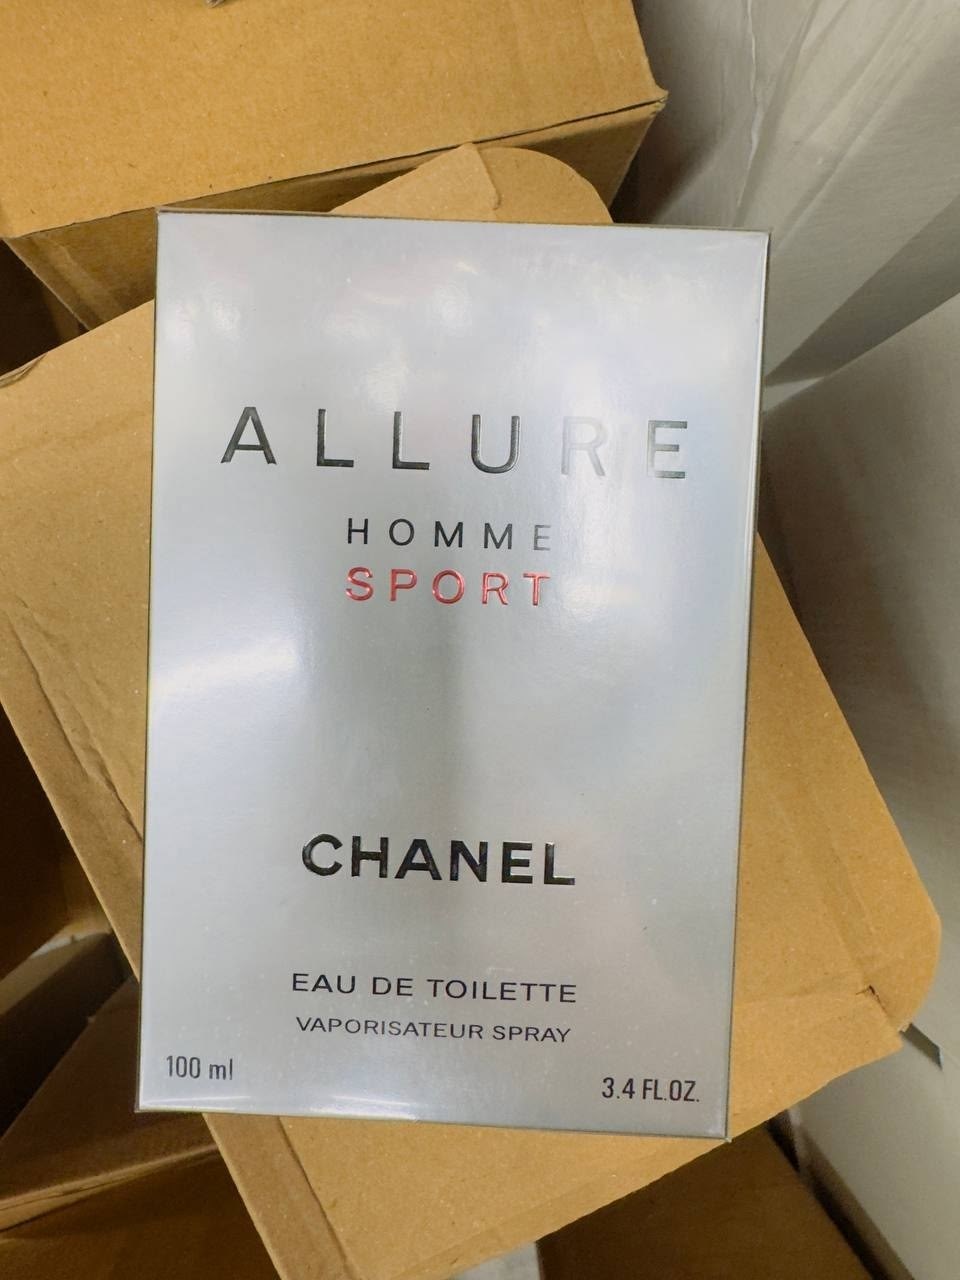 ALLURE
HOMME
SPORT
CHANEL
EAU DE TOILETTE
VAPORISATEUR SPRAY
100 ml
3.4 FL.OZ.